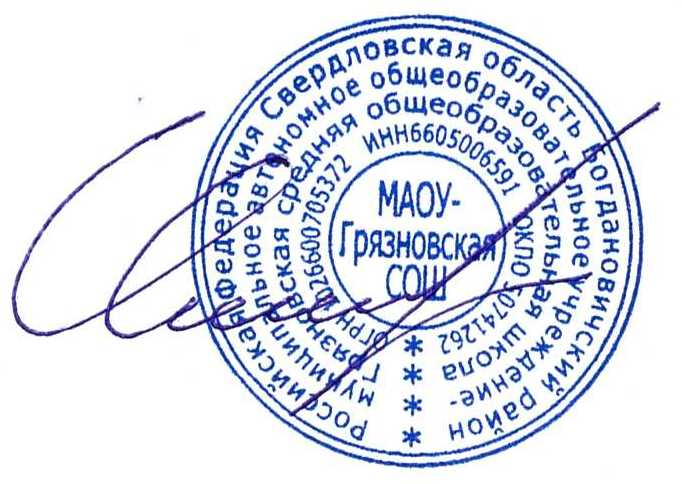 Российская Федерация Свердловская область Богдановичский район
муниципальное автономное общеобразовательное учреждение-
Грязновская средняя общеобразовательная школа
ОГРН 1026600705372 ИНН6605006591 ОКПО 50741262
МАОУ-
Грязновская
СОШ